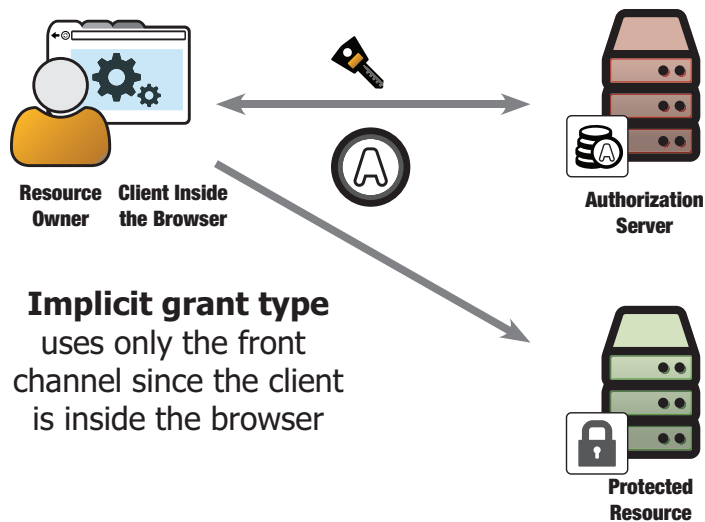 Resource Owner
Client Inside the Browser
A
A
Authorization
Server
Implicit grant type
uses only the front
channel since the client
is inside the browser
Protected
Resource